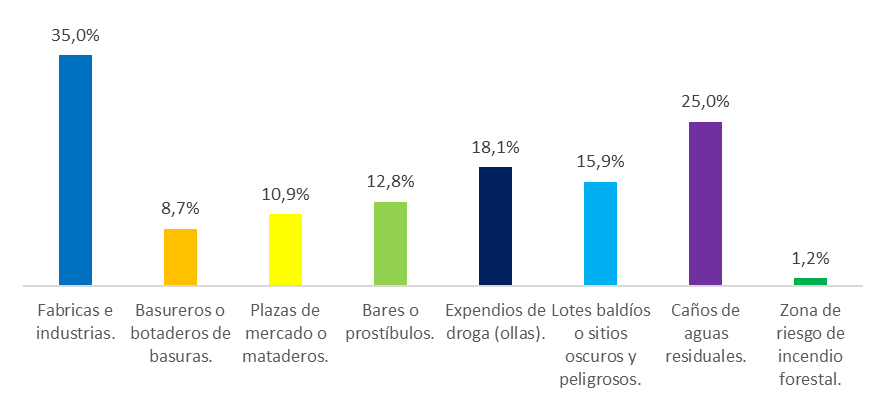 35,0%
8,7%
10,9%
12,8%
18,1%
15,9%
25,0%
1,2%
Fabricas e
industrias.
Basureros o
botaderos de
basuras.
Plazas de
mercado o
mataderos.
Bares o
prostíbulos.
Expendios de
droga (ollas).
Lotes baldíos
o sitios
oscuros y
peligrosos.
Caños de
aguas
residuales.
Zona de
riesgo de
incendio
forestal.